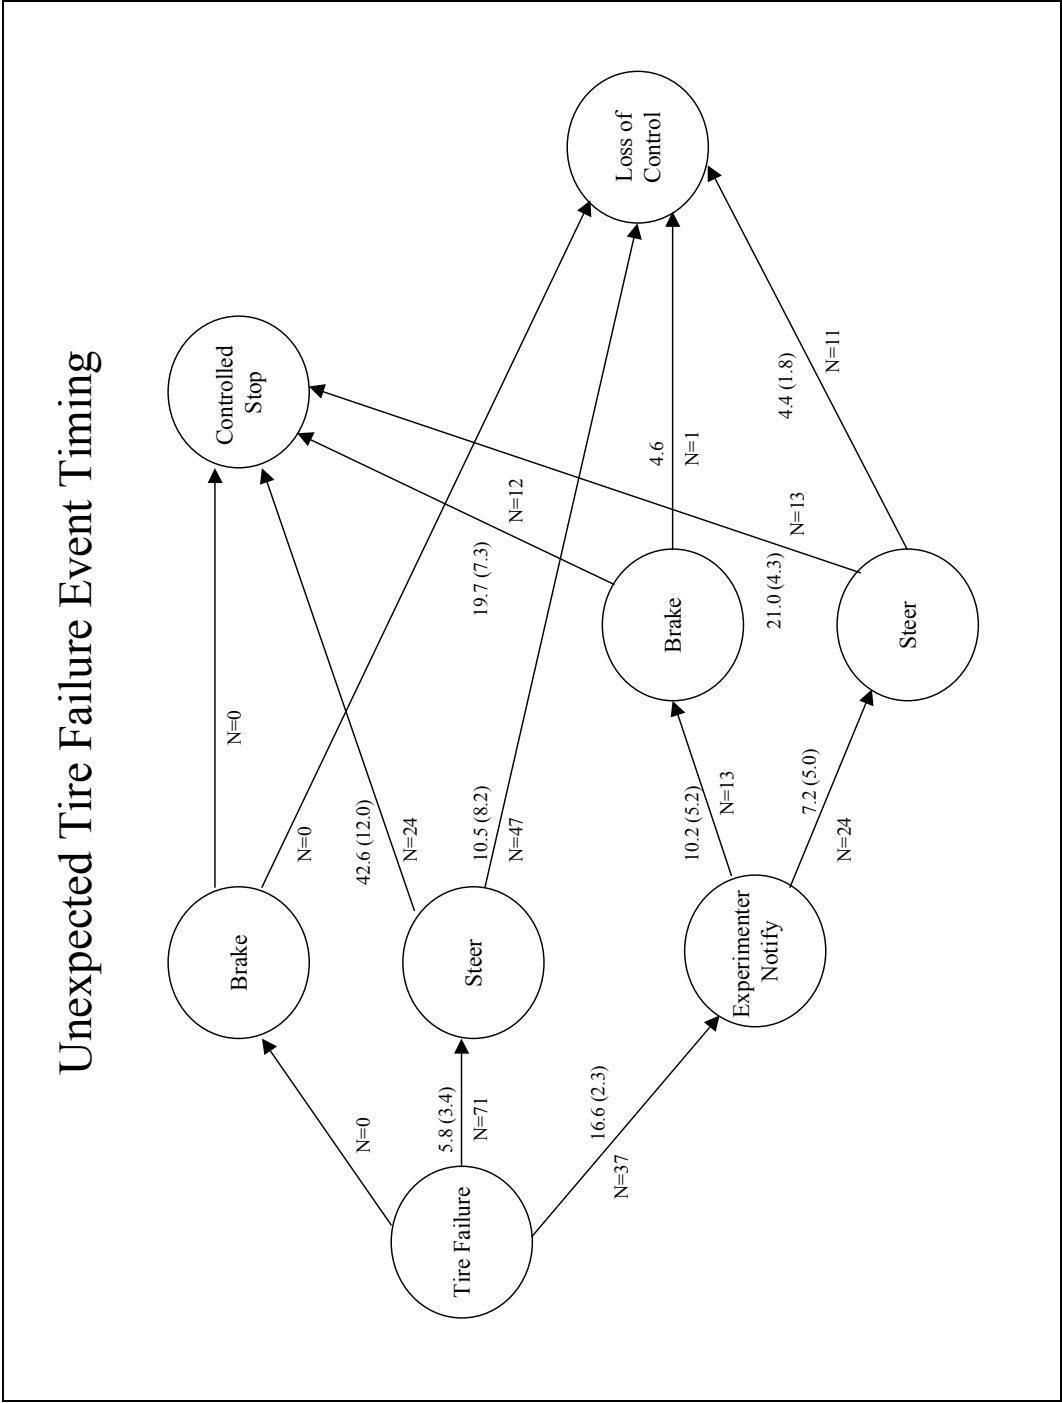 Unexpected Tire Failure Event Timing
Tire Failure
N=0
5.8 (3.4)
N=71
16.6 (2.3)
N=37
Brake
Steer
Experimenter
Notify
N=0
N=0
42.6 (12.0)
N=24
10.5 (8.2)
N=47
10.2 (5.2)
N=13
7.2 (5.0)
N=24
Brake
Steer
19.7 (7.3)
N=12
21.0 (4.3)
N=13
4.6
N=1
4.4 (1.8)
N=11
Controlled
Stop
Loss of
Control